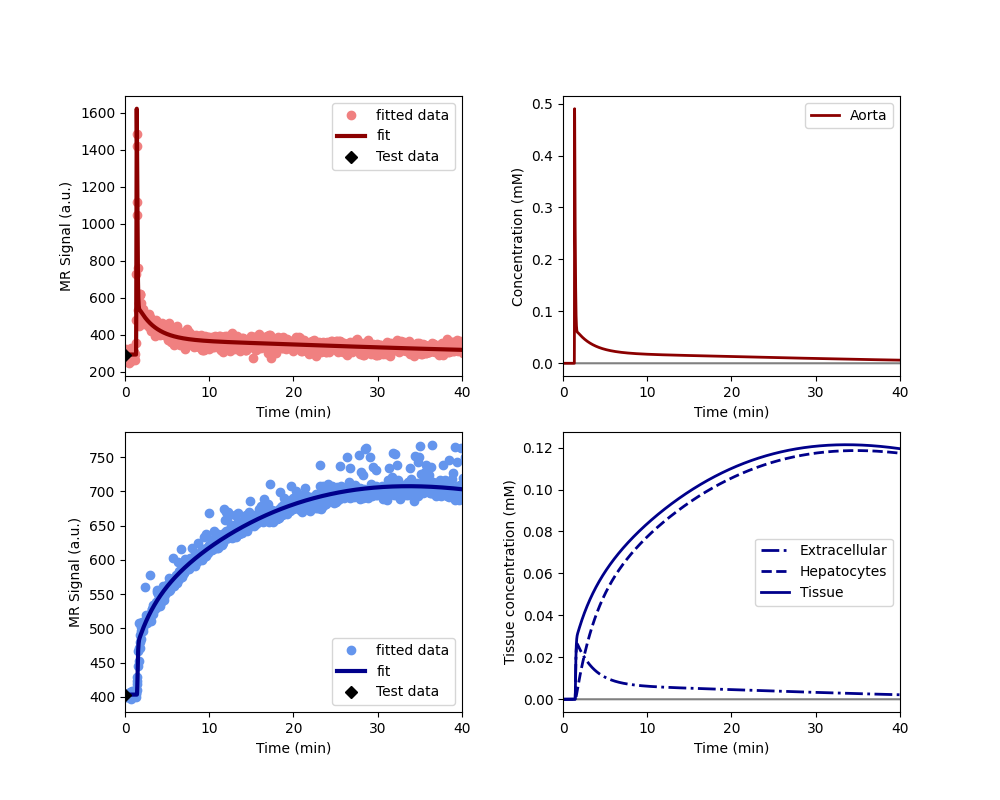 MR Signal (a.u.)
1600
1400
1200
1000
800
600
400
200
fitted data
fit
Test data
0 10 20 30 40
Time (min)
Concentration (mM)
0.5
0.4
0.3
0.2
0.1
0.0
Aorta
0 10 20 30 40
Time (min)
MR Signal (a.u.)
750
700
650
600
550
500
450
400
fitted data
fit
Test data
0 10 20 30 40
Time (min)
Tissue concentration (mM)
0.12
0.10
0.08
0.06
0.04
0.02
0.00
Extracellular
Hepatocytes
Tissue
0 10 20 30 40
Time (min)